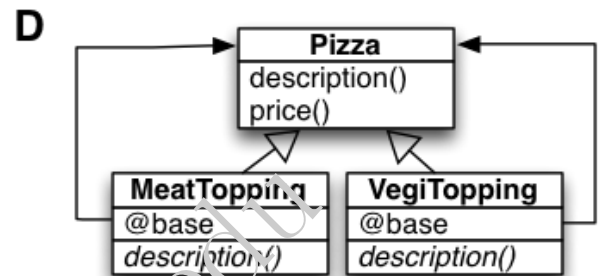 D
Pizza
description()
price()
MeatTopping
@base
description()
VegiTopping
@base
description()